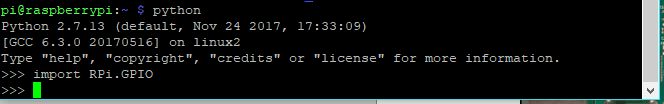 pi@raspberrypi:~ $ python
Python 2.7.13 (default, Nov 24 2017, 17:33:09)
[GCC 6.3.0 20170516] on linux2
Type "help", "copyright", "credits" or "license" for more information.
>>> import RPi.GPIO
>>>